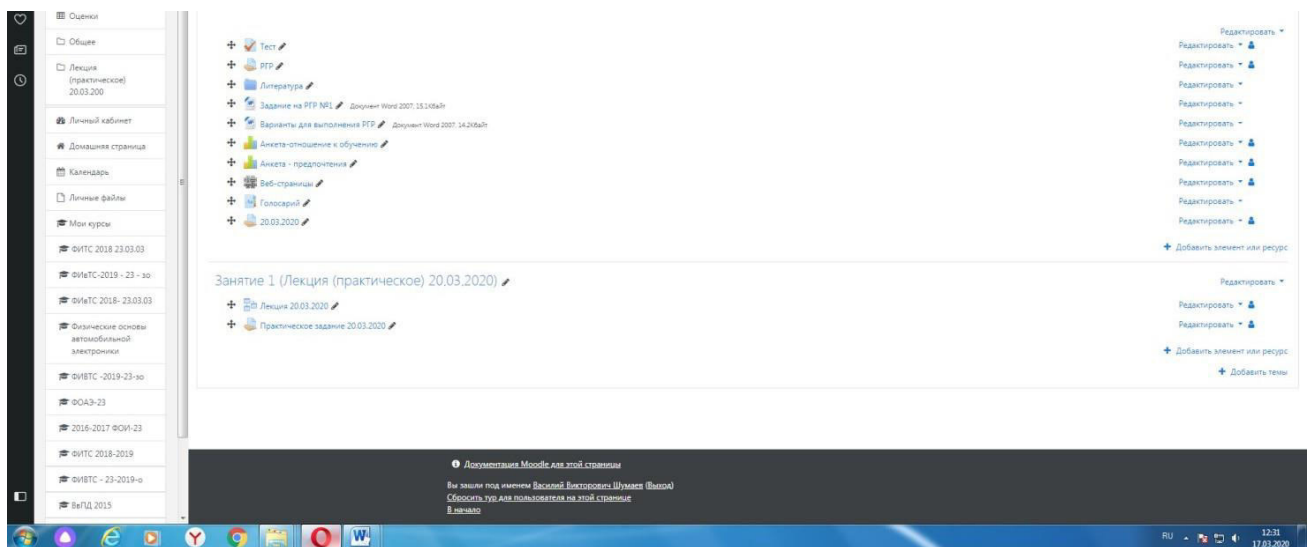 Оценки
Общее
Лекция
(практическое)
20.03.200
Личный кабинет
Домашняя страница
Календарь
Личные файлы
Мои курсы
ФИТС 2018 23.03.03
ФИвТС-2019 - 23 - зо
ФИвТС 2018- 23.03.03
Физические основы
автомобильной
электроники
ФИВТС -2019-23-зо
ФОАЭ-23
2016-2017 ФОИ-23
ФИТС 2018-2019
ФИВТС - 23-2019-о
ВвПД 2015
Редактировать
Тест Редактировать
РГР Редактировать
Литература Редактировать
Задание на РГР №1 Документ Word 2007, 15.1Кбайт Редактировать
Варианты для выполнения РГР Документ Word 2007, 14.2Кбайт Редактировать
Анкета-отношение к обучению Редактировать
Анкета - предпочтения Редактировать
Веб-страницы Редактировать
Голосарий Редактировать
20.03.2020 Редактировать
Добавить элемент или ресурс
Занятие 1 (Лекция (практическое) 20.03.2020) Редактировать
Лекция 20.03.2020 Редактировать
Практическое задание 20.03.2020 Редактировать
Добавить элемент или ресурс
Добавить темы
Документация Moodle для этой страницы
Вы зашли под именем Василий Викторович Шумаев (Выход)
Сбросить тур для пользователя на этой странице
В начало
RU 12:31
17.03.2020